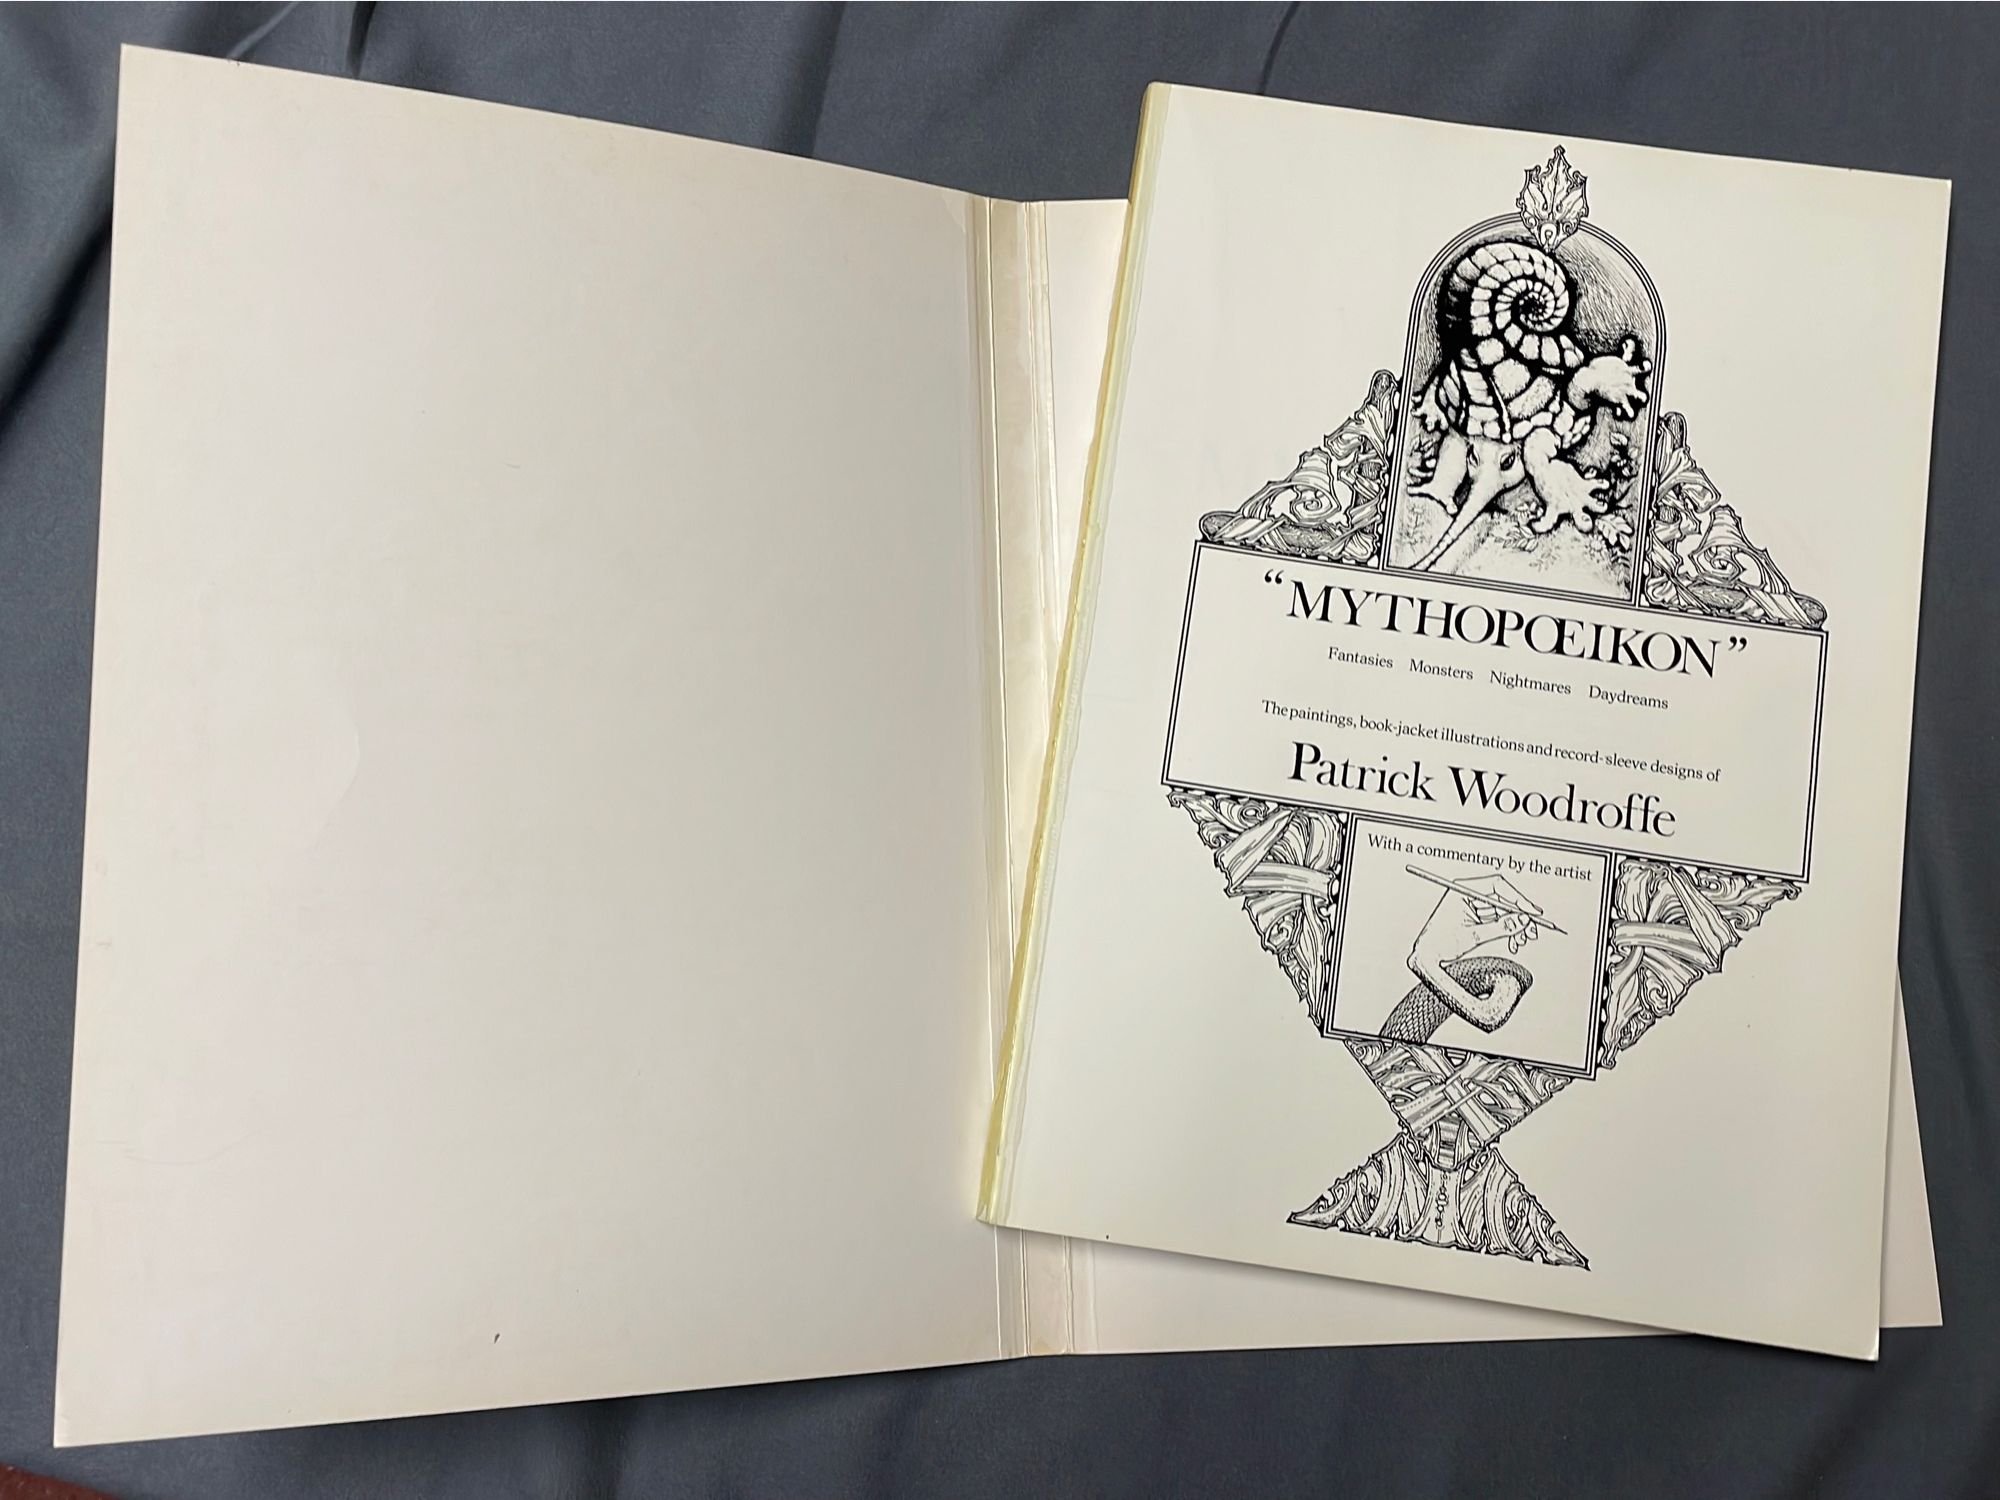 “MYTHOPŒIKON”
Fantasies Monsters Nightmares Daydreams
The paintings, book-jacket illustrations and record-sleeve designs of
Patrick Woodroffe
With a commentary by the artist